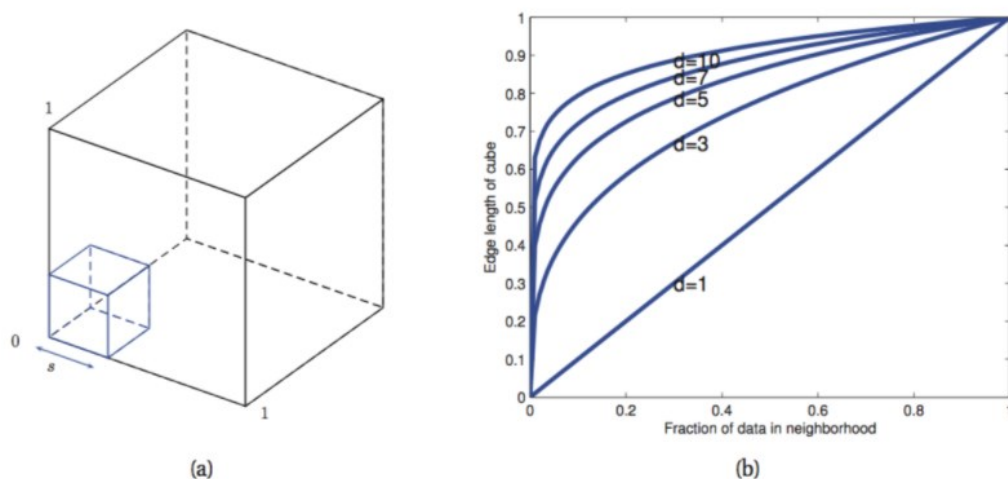 1
0
s
1
(a)
1
0.9
0.8
0.7
0.6
0.5
0.4
0.3
0.2
0.1
0
Edge length of cube
d=10
d=7
d=5
d=3
d=1
0 0.2 0.4 0.6 0.8 1
Fraction of data in neighborhood
(b)